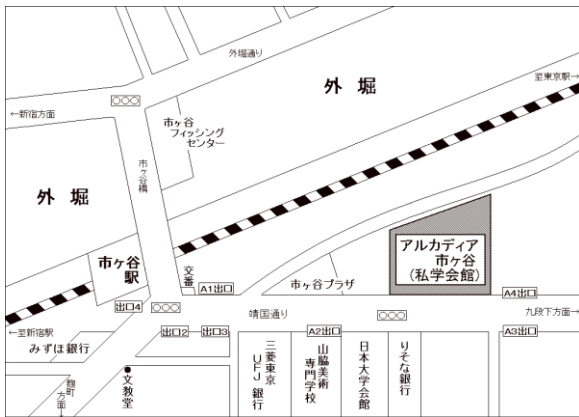 外堀通り
外 堀
至東京駅→
←新宿方面
市ヶ谷
フィッシング
センター
市ヶ谷橋
外 堀
市ヶ谷
駅
交番
A1出口
市ヶ谷プラザ
アルカディア
市ヶ谷
(私学会館)
A4出口
出口4
靖国通り
九段下方面→
←至新宿駅
みずほ銀行
出口2
出口3
A2出口
A3出口
麹町
方面←
文教堂
三菱東京
UFJ 銀行
山脇美術
専門学校
日本大学会館
りそな銀行